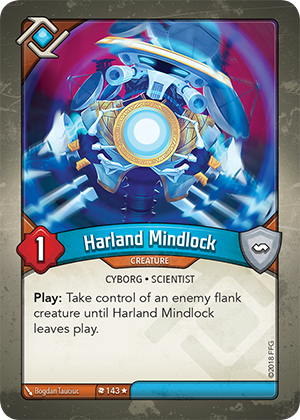 Harland Mindlock
1
CREATURE
CYBORG • SCIENTIST
Play: Take control of an enemy flank
creature until Harland Mindlock
leaves play.
Bogdan Tauciuc
143★
©2018 FFG